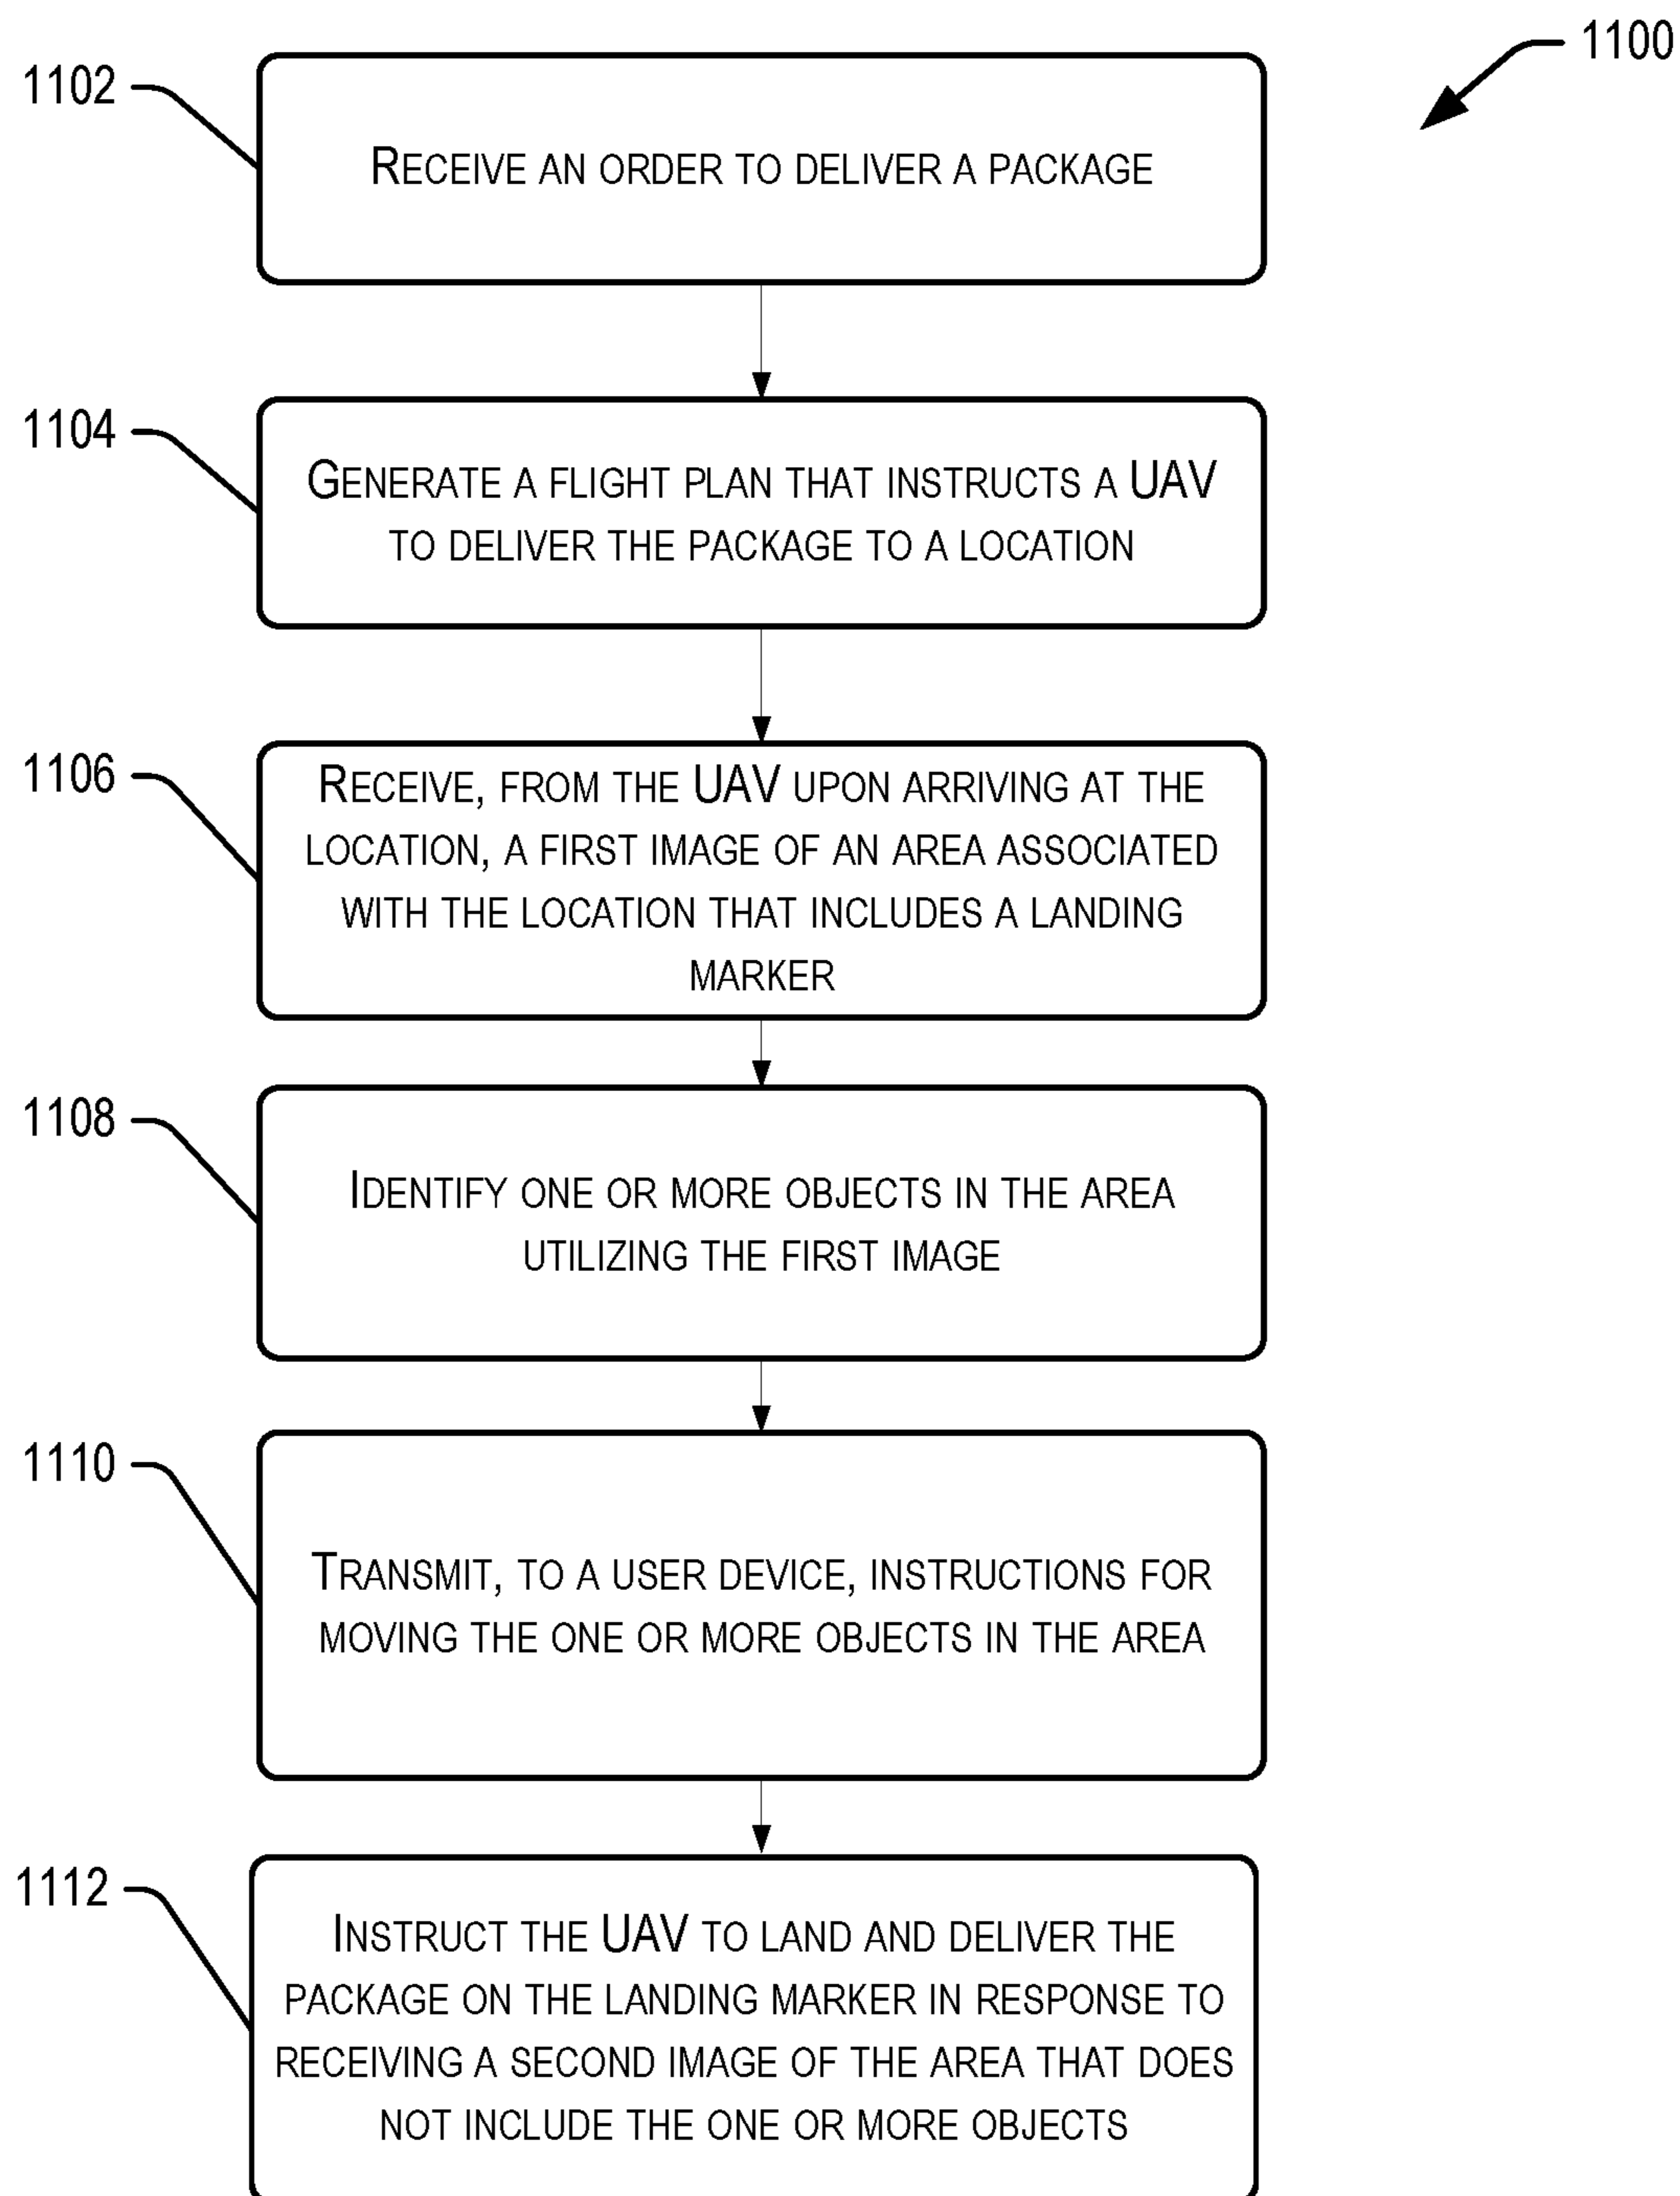 1100
1102
RECEIVE AN ORDER TO DELIVER A PACKAGE
1104
GENERATE A FLIGHT PLAN THAT INSTRUCTS A UAV
TO DELIVER THE PACKAGE TO A LOCATION
1106
RECEIVE, FROM THE UAV UPON ARRIVING AT THE
LOCATION, A FIRST IMAGE OF AN AREA ASSOCIATED
WITH THE LOCATION THAT INCLUDES A LANDING
MARKER
1108
IDENTIFY ONE OR MORE OBJECTS IN THE AREA
UTILIZING THE FIRST IMAGE
1110
TRANSMIT, TO A USER DEVICE, INSTRUCTIONS FOR
MOVING THE ONE OR MORE OBJECTS IN THE AREA
1112
INSTRUCT THE UAV TO LAND AND DELIVER THE
PACKAGE ON THE LANDING MARKER IN RESPONSE TO
RECEIVING A SECOND IMAGE OF THE AREA THAT DOES
NOT INCLUDE THE ONE OR MORE OBJECTS